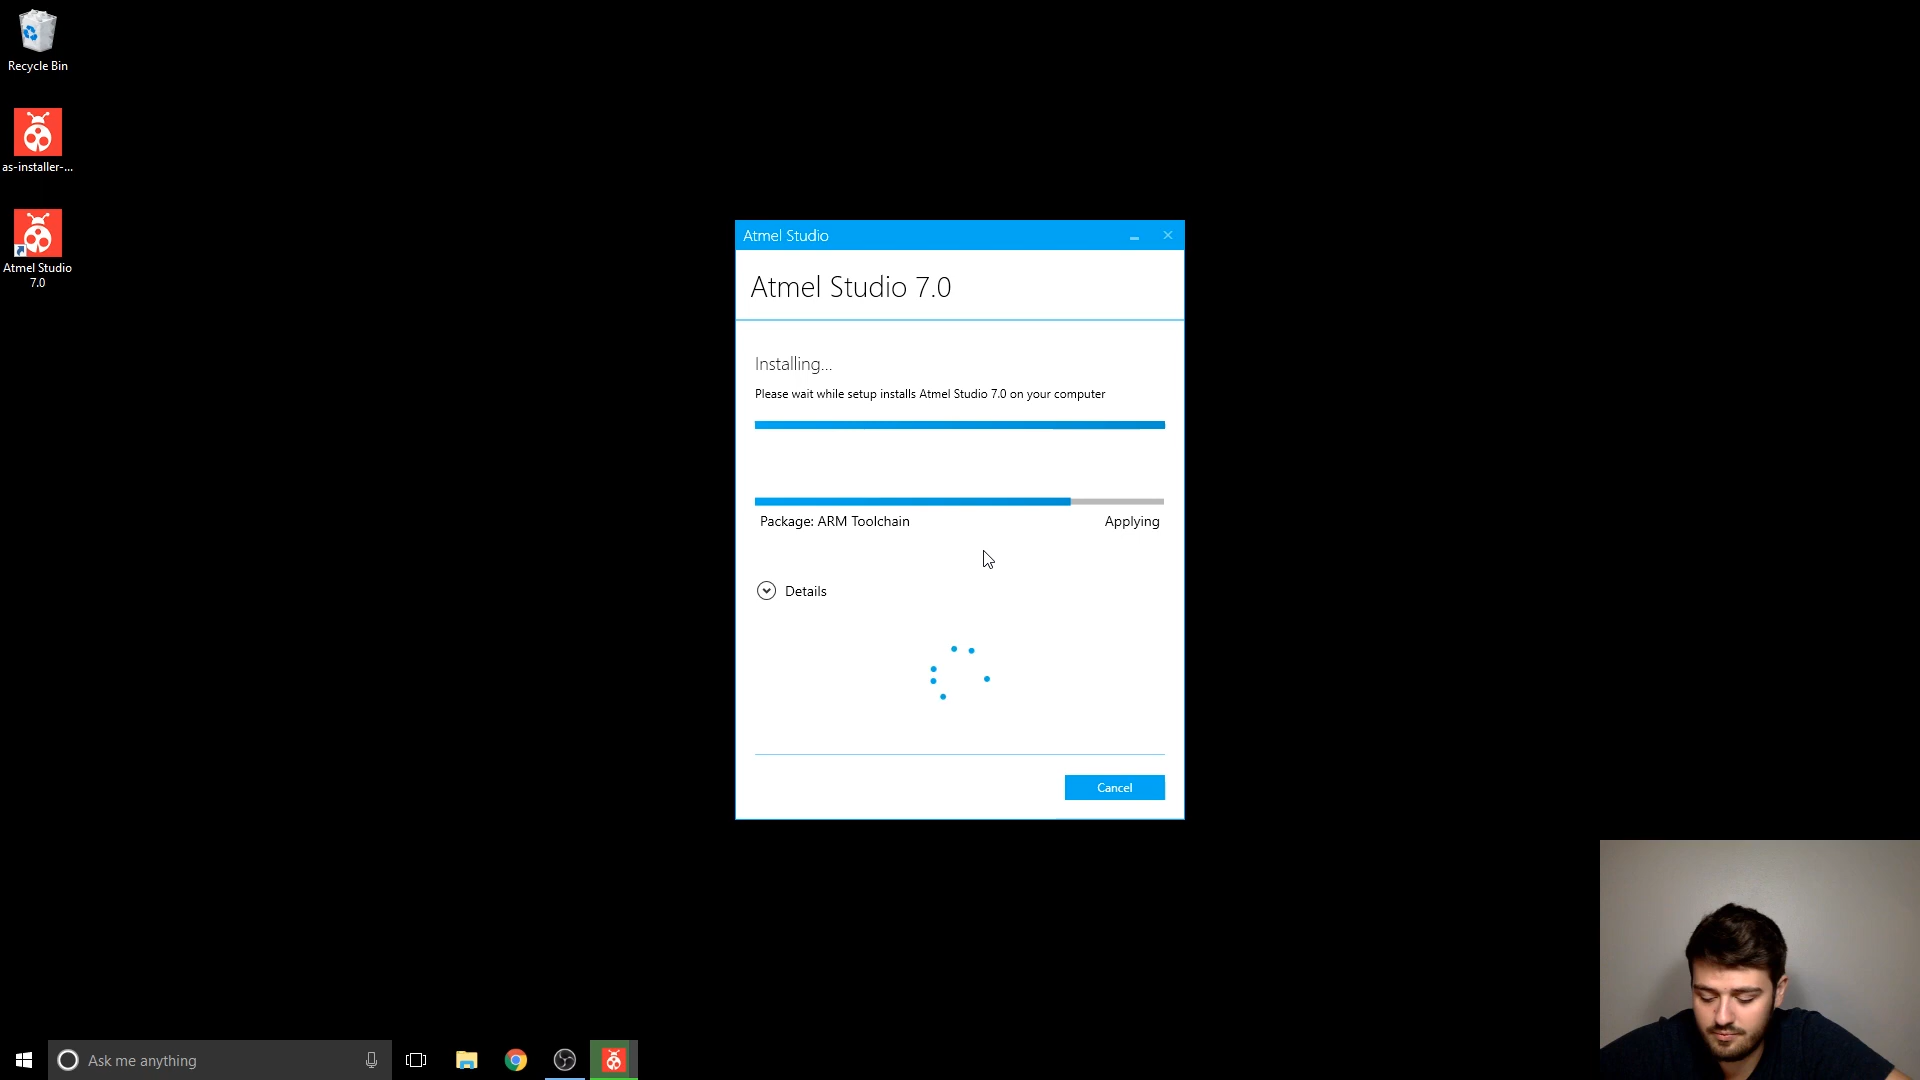 Recycle Bin
as-installer-...
Atmel Studio
7.0
Atmel Studio
Atmel Studio 7.0
Installing...
Please wait while setup installs Atmel Studio 7.0 on your computer
Package: ARM Toolchain
Applying
Details
Cancel
Ask me anything